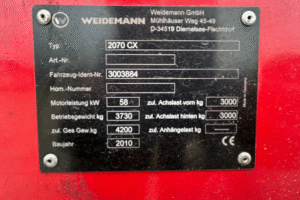 WEIDEMANN
Weidemann GmbH
Mühlhäuser Weg 45-49
D-34519 Diemelsee-Flechtdorf
Typ 2070 CX
Art.-Nr.
Fahrzeug-Ident-Nr. 3003884
Hom.-Nummer
Motorleistung kW 58 zul. Achslast vorn kg 3000
Betriebsgewicht kg 3730 zul. Achslast hinten kg 3000
zul. Ges Gew.kg 4200 zul. Anhängelast kg -
Baujahr 2010